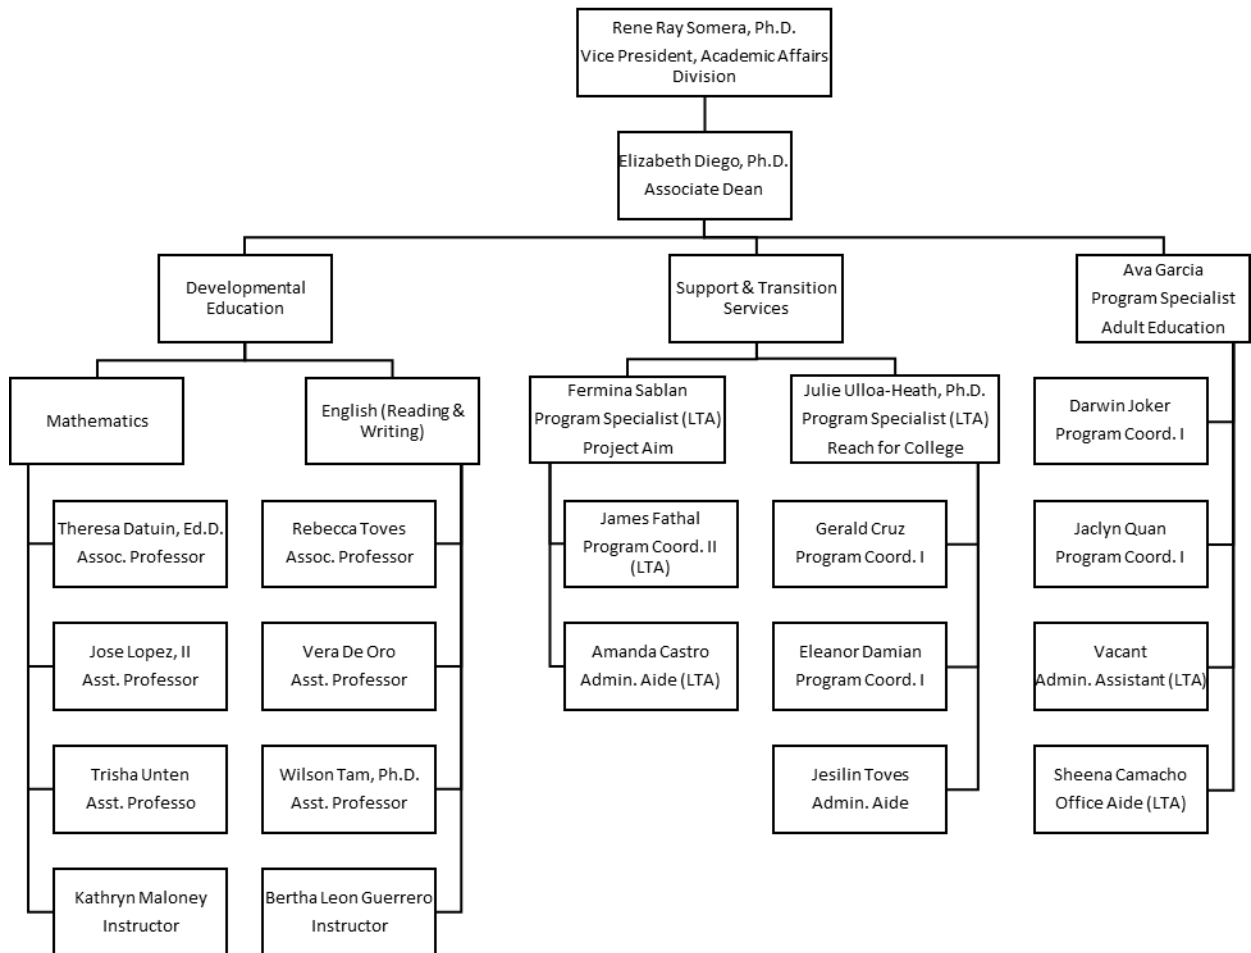 Rene Ray Somera, Ph.D.
Vice President, Academic Affairs
Division
Elizabeth Diego, Ph.D.
Associate Dean
Developmental
Education
Support & Transition
Services
Ava Garcia
Program Specialist
Adult Education
Mathematics
English (Reading &
Writing)
Fermina Sablan
Program Specialist (LTA)
Project Aim
Julie Ulloa-Heath, Ph.D.
Program Specialist (LTA)
Reach for College
Darwin Joker
Program Coord. I
Theresa Datuin, Ed.D.
Assoc. Professor
Rebecca Toves
Assoc. Professor
James Fathal
Program Coord. II
(LTA)
Gerald Cruz
Program Coord. I
Jaclyn Quan
Program Coord. I
Jose Lopez, II
Asst. Professor
Vera De Oro
Asst. Professor
Amanda Castro
Admin. Aide (LTA)
Eleanor Damian
Program Coord. I
Vacant
Admin. Assistant (LTA)
Trisha Unten
Asst. Professo
Wilson Tam, Ph.D.
Asst. Professor
Jesilin Toves
Admin. Aide
Sheena Camacho
Office Aide (LTA)
Kathryn Maloney
Instructor
Bertha Leon Guerrero
Instructor